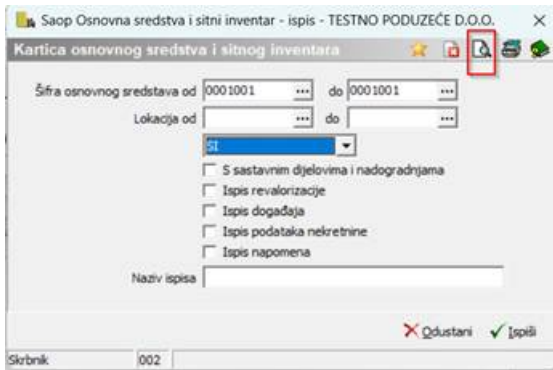 Saop Osnovna sredstva i sitni inventar - ispis - TESTNO PODUZEĆE D.O.O.
Kartica osnovnog sredstva i sitnog inventara
Šifra osnovnog sredstava od 0001001 ... do 0001001 ...
Lokacija od ... do ...
SI
S sastavnim dijelovima i nadogradnjama
Ispis revalorizacije
Ispis događaja
Ispis podataka nekretnine
Ispis napomena
Naziv ispisa
Odustani Ispiši
Skrbnik 002